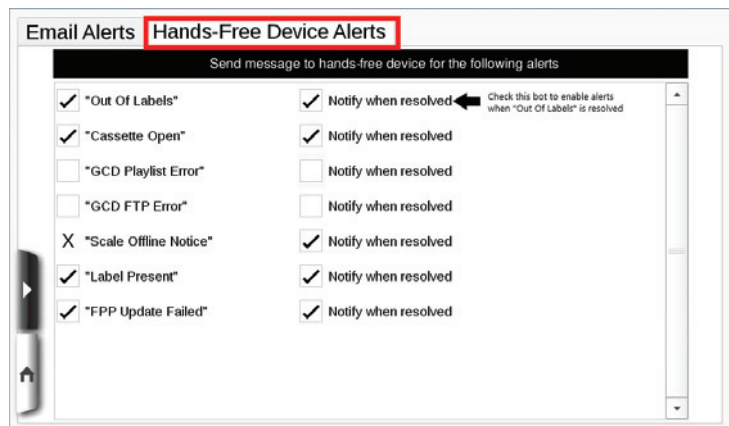 Email Alerts Hands-Free Device Alerts
Send message to hands-free device for the following alerts
"Out Of Labels" Notify when resolved Check this bot to enable alerts
when "Out Of Labels" is resolved
"Cassette Open" Notify when resolved
"GCD Playlist Error" Notify when resolved
"GCD FTP Error" Notify when resolved
X "Scale Offline Notice" Notify when resolved
"Label Present" Notify when resolved
"FPP Update Failed" Notify when resolved